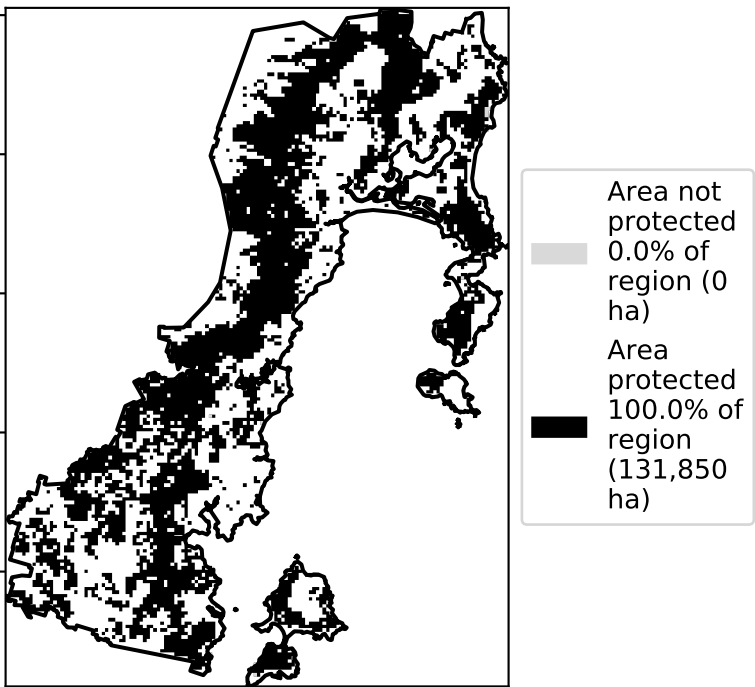 Area not
protected
0.0% of
region (0
ha)
Area
protected
100.0% of
region
(131,850
ha)